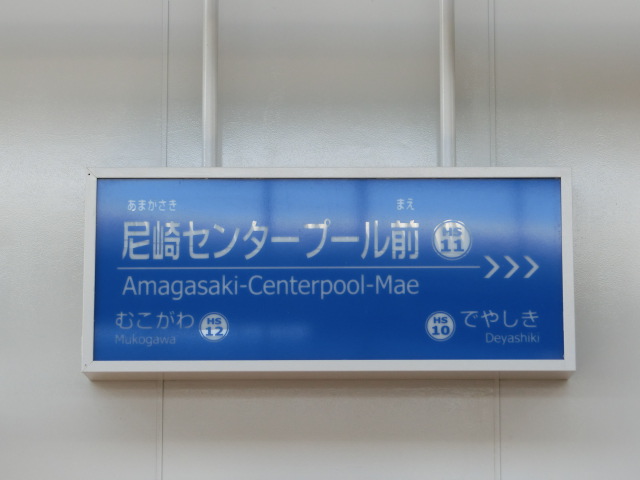 あまかさき まえ
尼崎センタープール前 HS 11
Amagasaki-Centerpool-Mae
むこがわ HS 12 HS 10 でやしき
Mukogawa Deyashiki